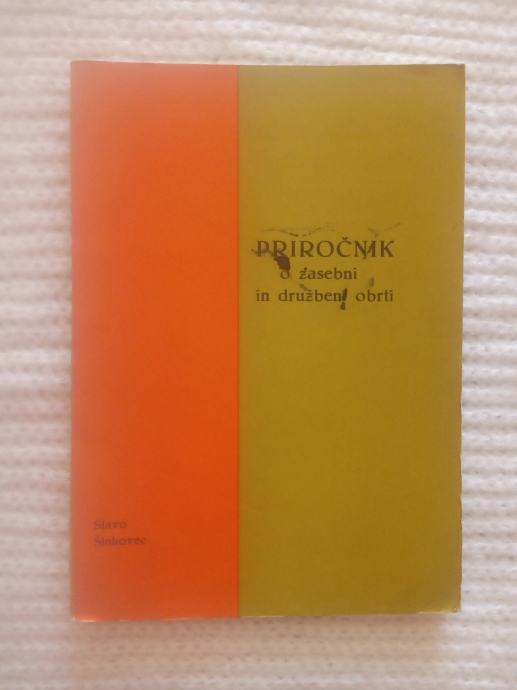 PRIROČNIK
o zasebni
in družbeni obrti
Slavo
Šinkovec